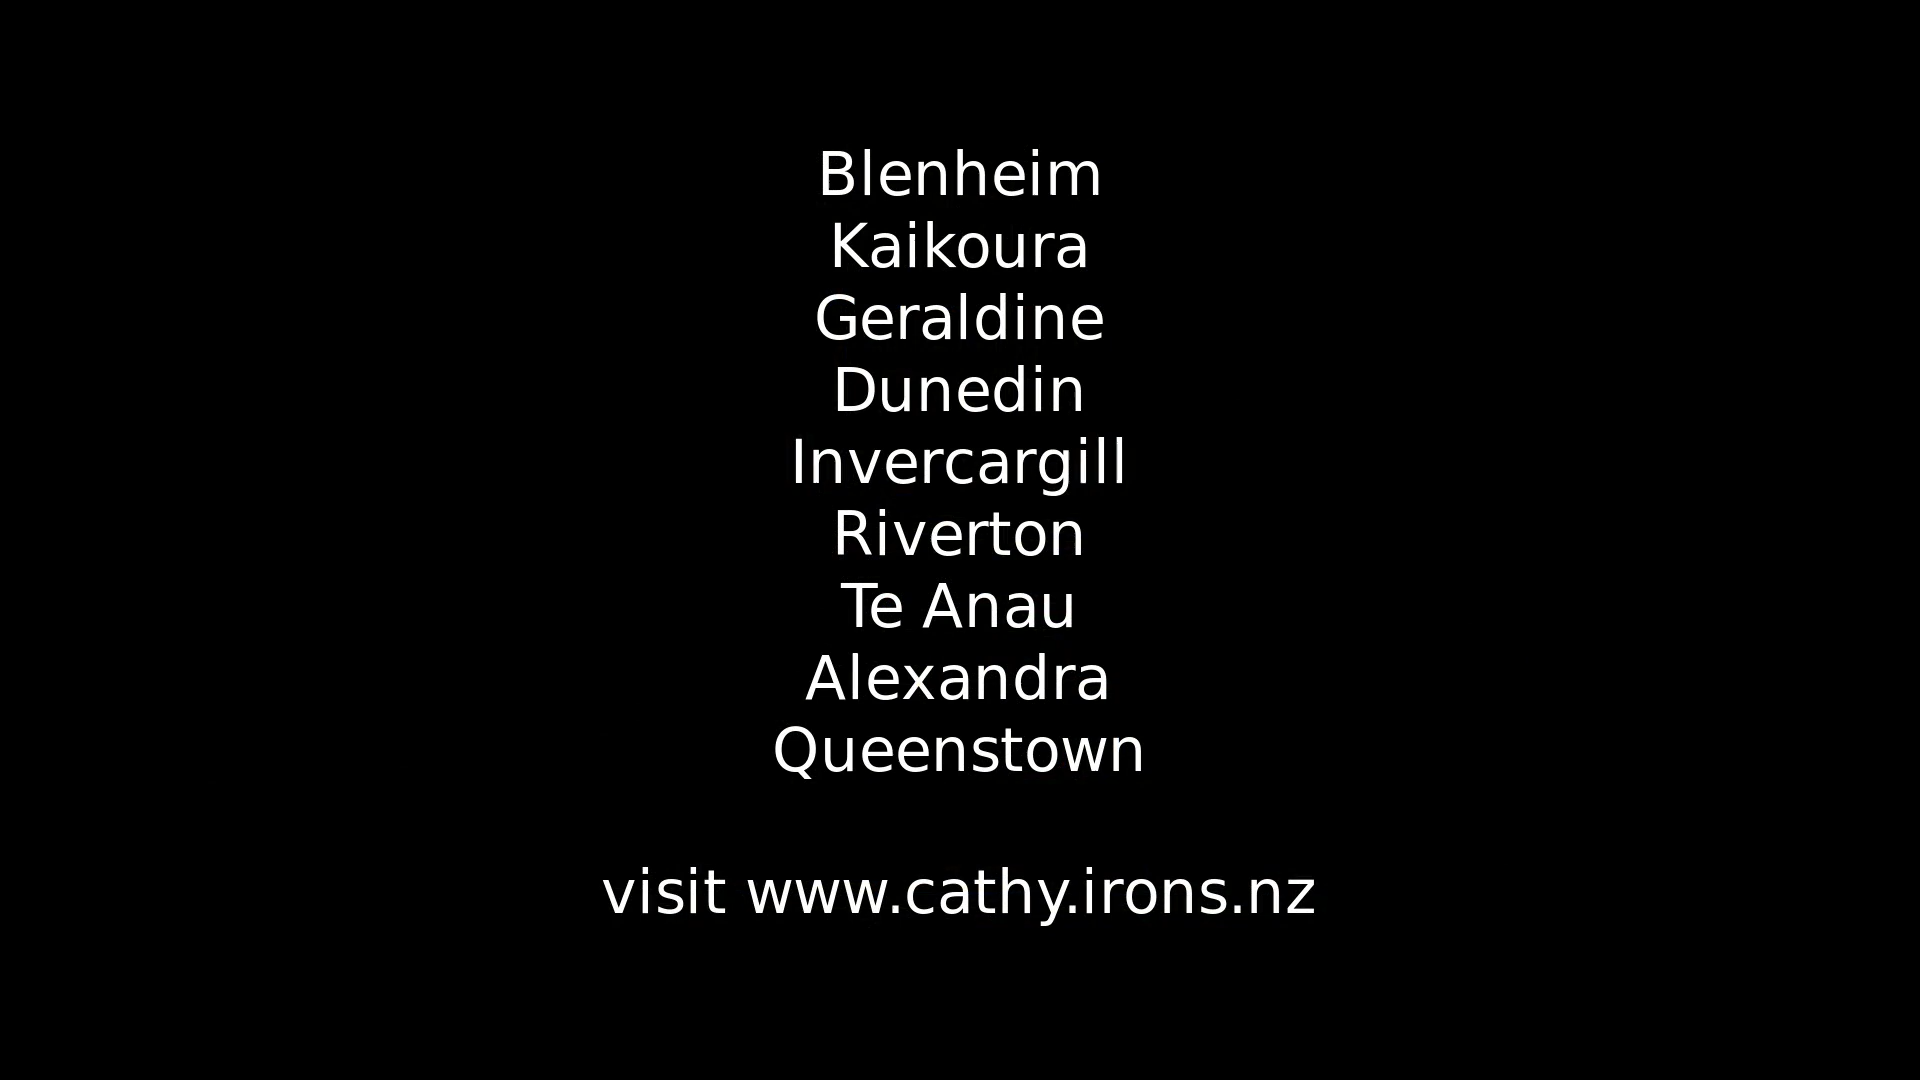 Blenheim
Kaikoura
Geraldine
Dunedin
Invercargill
Riverton
Te Anau
Alexandra
Queenstown
visit www.cathy.irons.nz